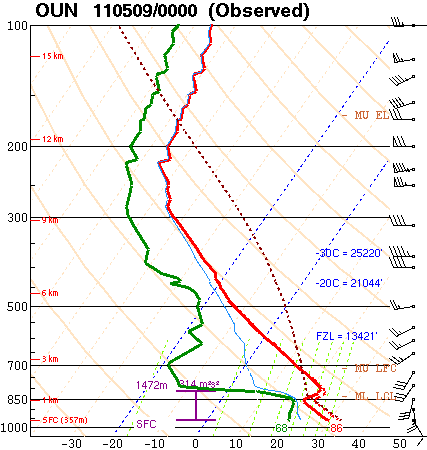 OUN 110509/0000 (Observed)
100
15 km
MU EL
12 km
200
9 km
300
-30C = 25220'
-20C = 21044'
6 km
500
FZL = 13421'
3 km
700
MU LFC
1472m 314 m²s²
850
1 km
MU LCL
SFC (357m)
SFC
68
86
1000
-30 -20 -10 0 10 20 30 40 50